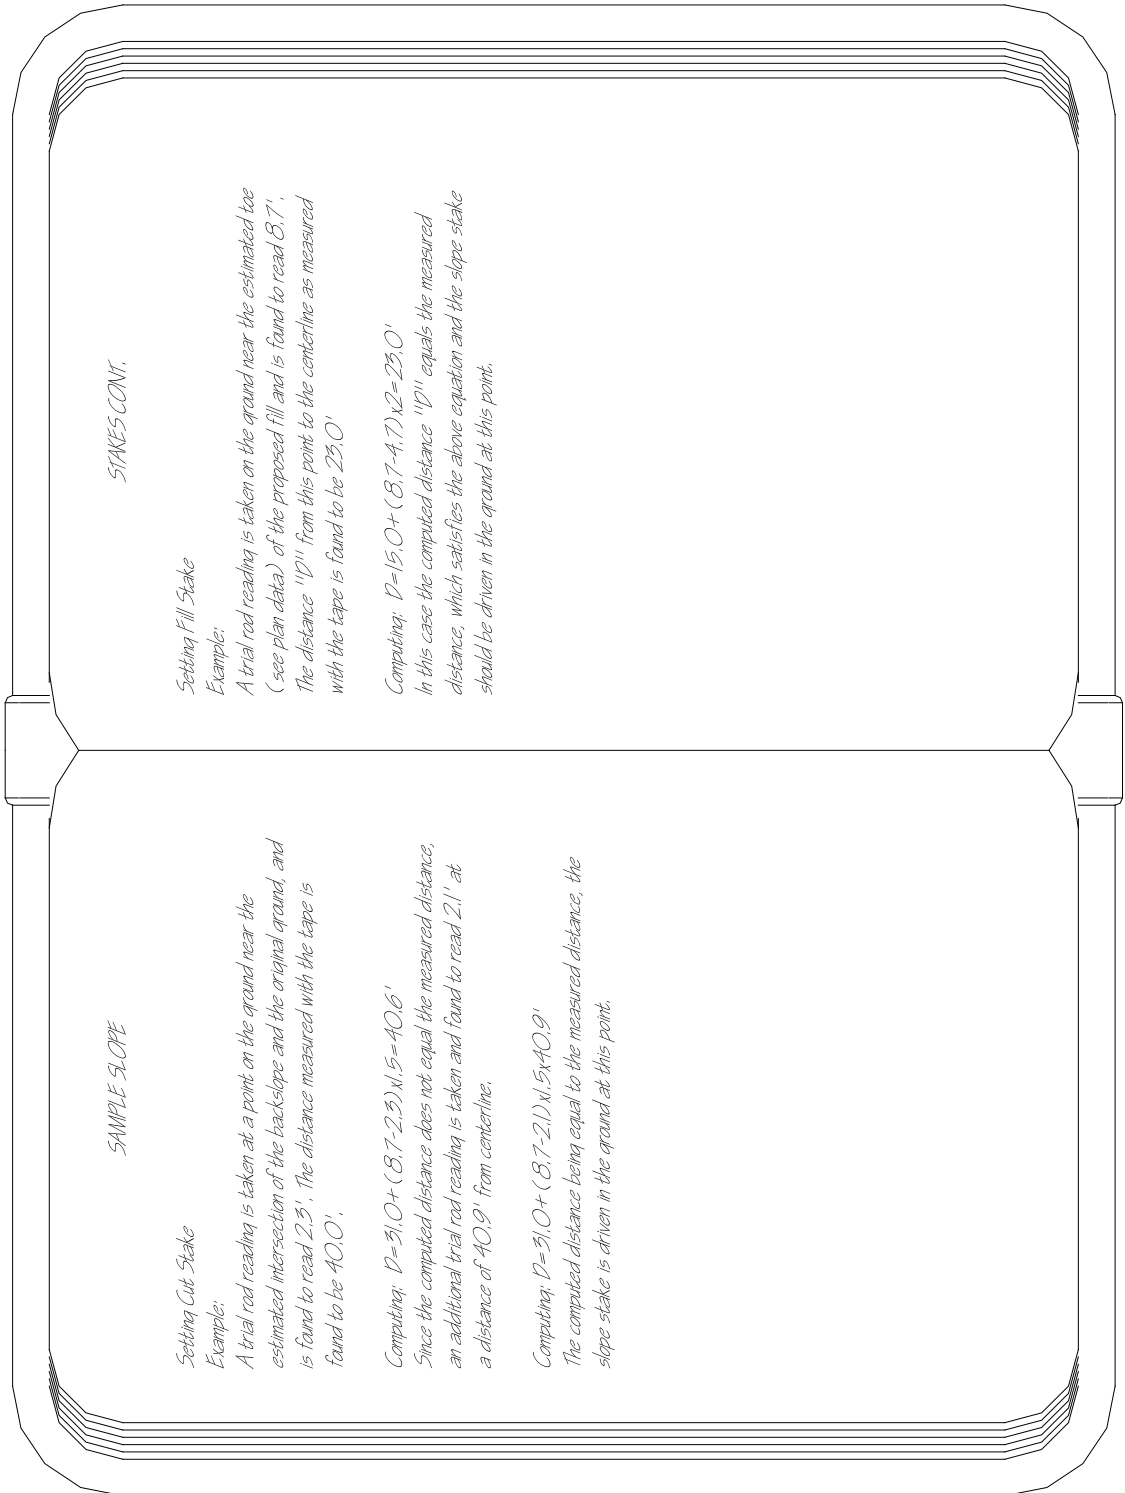 SAMPLE SLOPE
Setting Cut Stake
Example:
A trial rod reading is taken at a point on the ground near the
estimated intersection of the backslope and the original ground, and
is found to read 2.3'. The distance measured with the tape is
found to be 40.0'.
Computing: D=31.0+(8.7-2.3)x1.5=40.6'
Since the computed distance does not equal the measured distance,
an additional trial rod reading is taken and found to read 2.1' at
a distance of 40.9' from centerline.
Computing: D=31.0+(8.7-2.1)x1.5x40.9'
The computed distance being equal to the measured distance, the
slope stake is driven in the ground at this point.
STAKES CONT.
Setting Fill Stake
Example:
A trial rod reading is taken on the ground near the estimated toe
(see plan data) of the proposed fill and is found to read 8.7'.
The distance "D" from this point to the centerline as measured
with the tape is found to be 23.0'
Computing: D=15.0+(8.7-4.7)x2=23.0'
In this case the computed distance "D" equals the measured
distance, which satisfies the above equation and the slope stake
should be driven in the ground at this point.